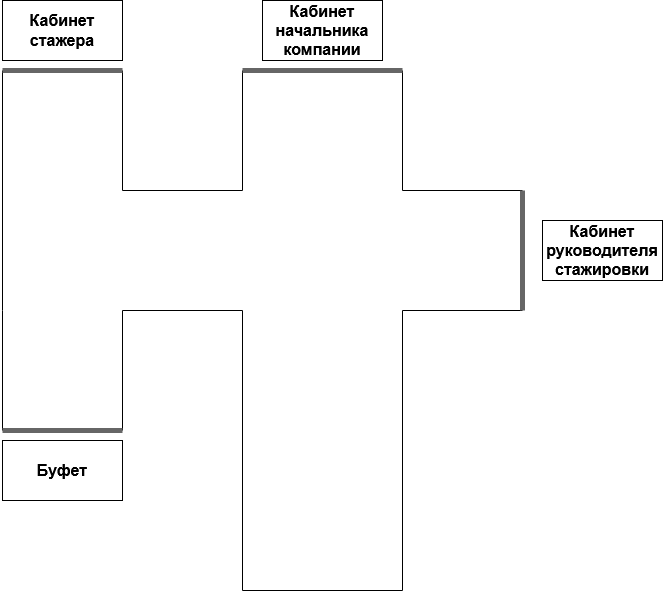 Кабинет
стажера
Кабинет
начальника
компании
Кабинет
руководителя
стажировки
Буфет